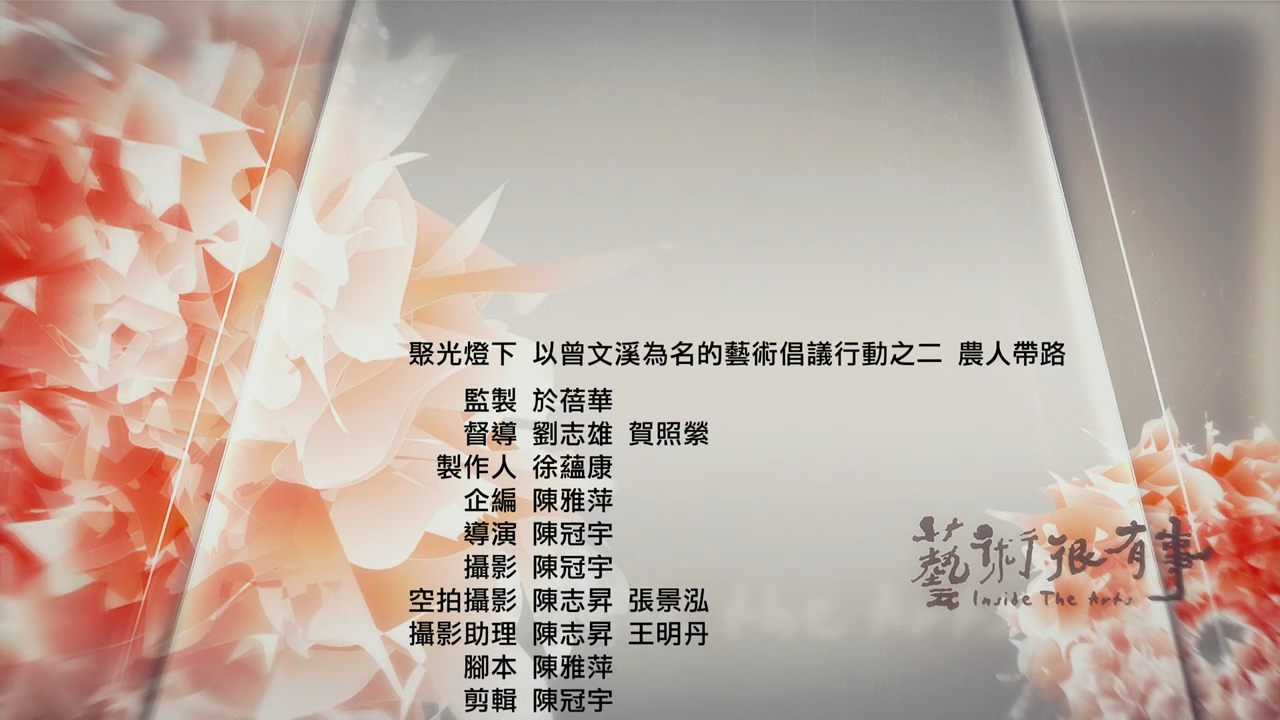 聚光燈下 以曾文溪為名的藝術倡議行動之二 農人帶路
監製 於蓓華
督導 劉志雄 賀照縈
製作人 徐蘊康
企編 陳雅萍
導演 陳冠宇
攝影 陳冠宇
空拍攝影 陳志昇 張景泓
攝影助理 陳志昇 王明丹
腳本 陳雅萍
剪輯 陳冠宇
藝術很有事
Inside The Arts